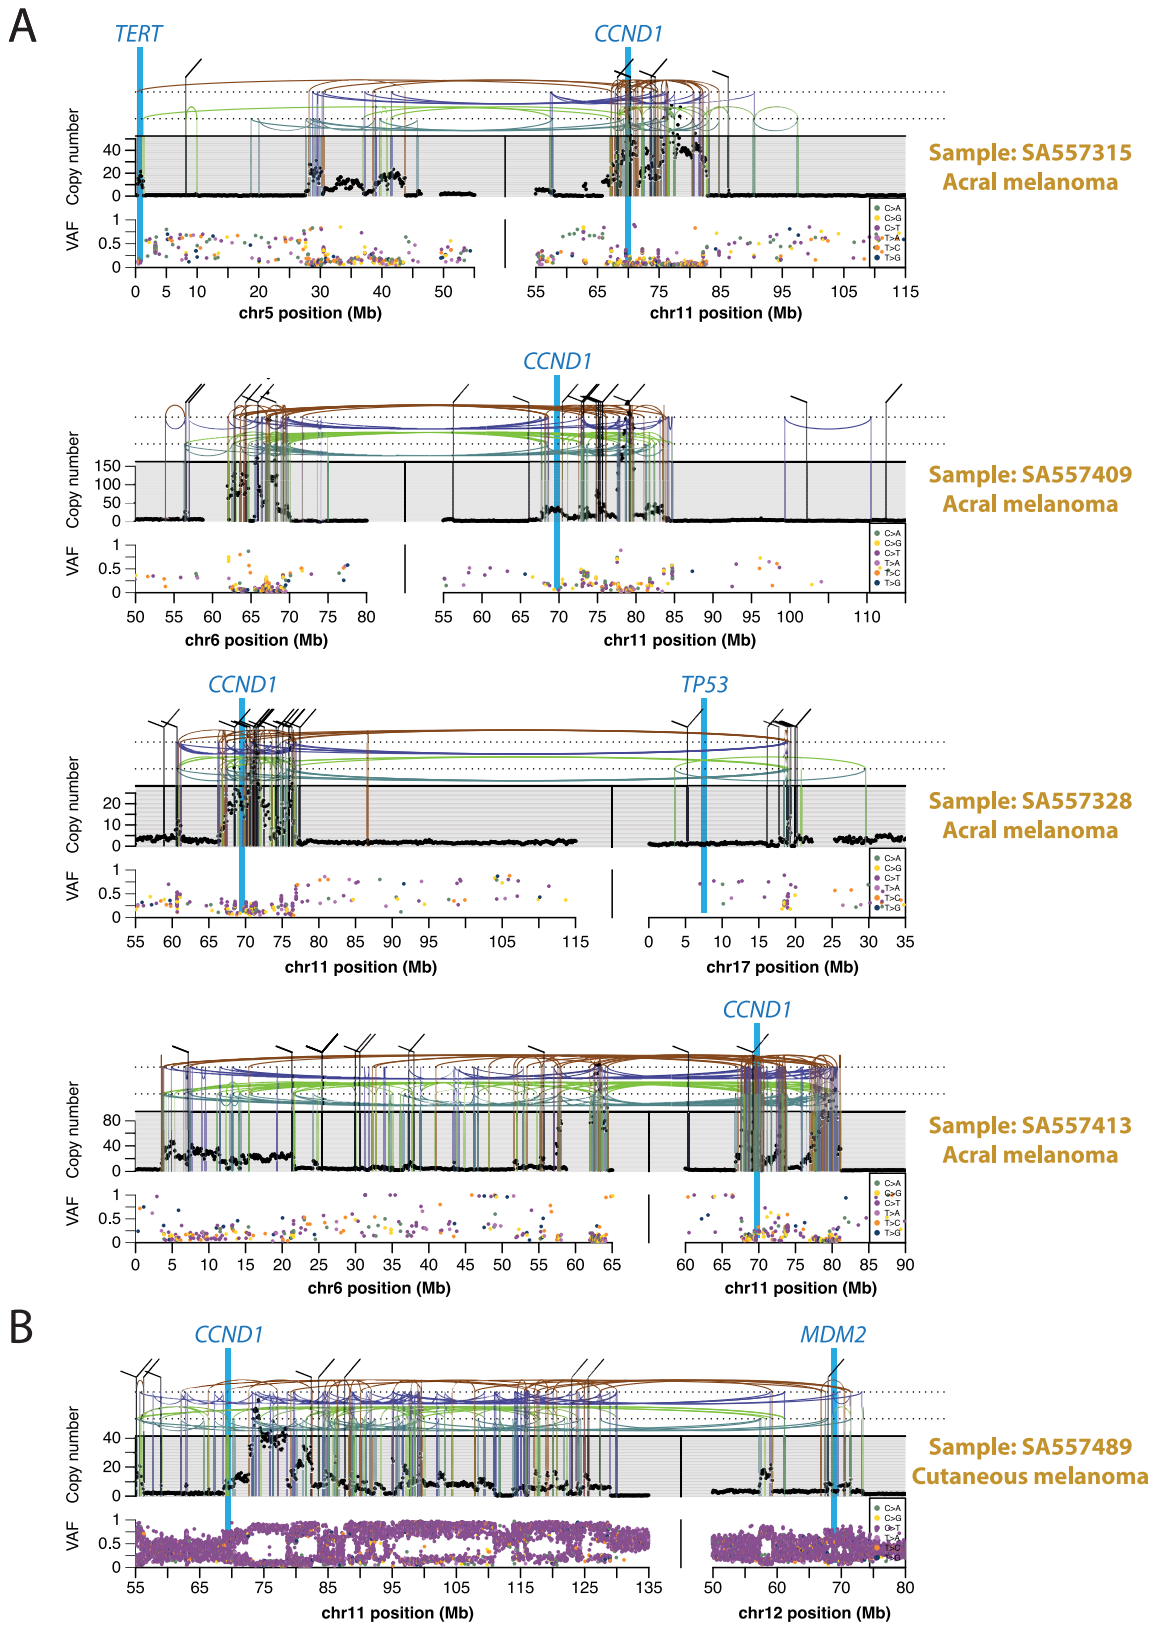 A
TERT CCND1
Copy number
40
20
0
VAF
1
0.5
0
C>A
C>G
C>T
T>A
T>C
T>G
0 5 10 20 30 40 50 55 65 75 85 95 105 115
chr5 position (Mb) chr11 position (Mb)
Sample: SA557315
Acral melanoma
CCND1
Copy number
150
100
50
0
VAF
1
0.5
0
C>A
C>G
C>T
T>A
T>C
T>G
50 55 60 65 70 75 80 55 60 65 70 75 80 85 90 100 110
chr6 position (Mb) chr11 position (Mb)
Sample: SA557409
Acral melanoma
CCND1 TP53
Copy number
20
10
0
VAF
1
0.5
0
C>A
C>G
C>T
T>A
T>C
T>G
55 60 65 70 75 80 85 90 95 105 115 0 5 10 15 20 25 30 35
chr11 position (Mb) chr17 position (Mb)
Sample: SA557328
Acral melanoma
CCND1
Copy number
80
40
0
VAF
1
0.5
0
C>A
C>G
C>T
T>A
T>C
T>G
0 5 10 15 20 25 30 35 40 45 50 55 60 65 60 65 70 75 80 85 90
chr6 position (Mb) chr11 position (Mb)
Sample: SA557413
Acral melanoma
B
CCND1 MDM2
Copy number
40
20
0
VAF
1
0.5
0
C>A
C>G
C>T
T>A
T>C
T>G
55 65 75 85 95 105 115 125 135 50 60 70 80
chr11 position (Mb) chr12 position (Mb)
Sample: SA557489
Cutaneous melanoma